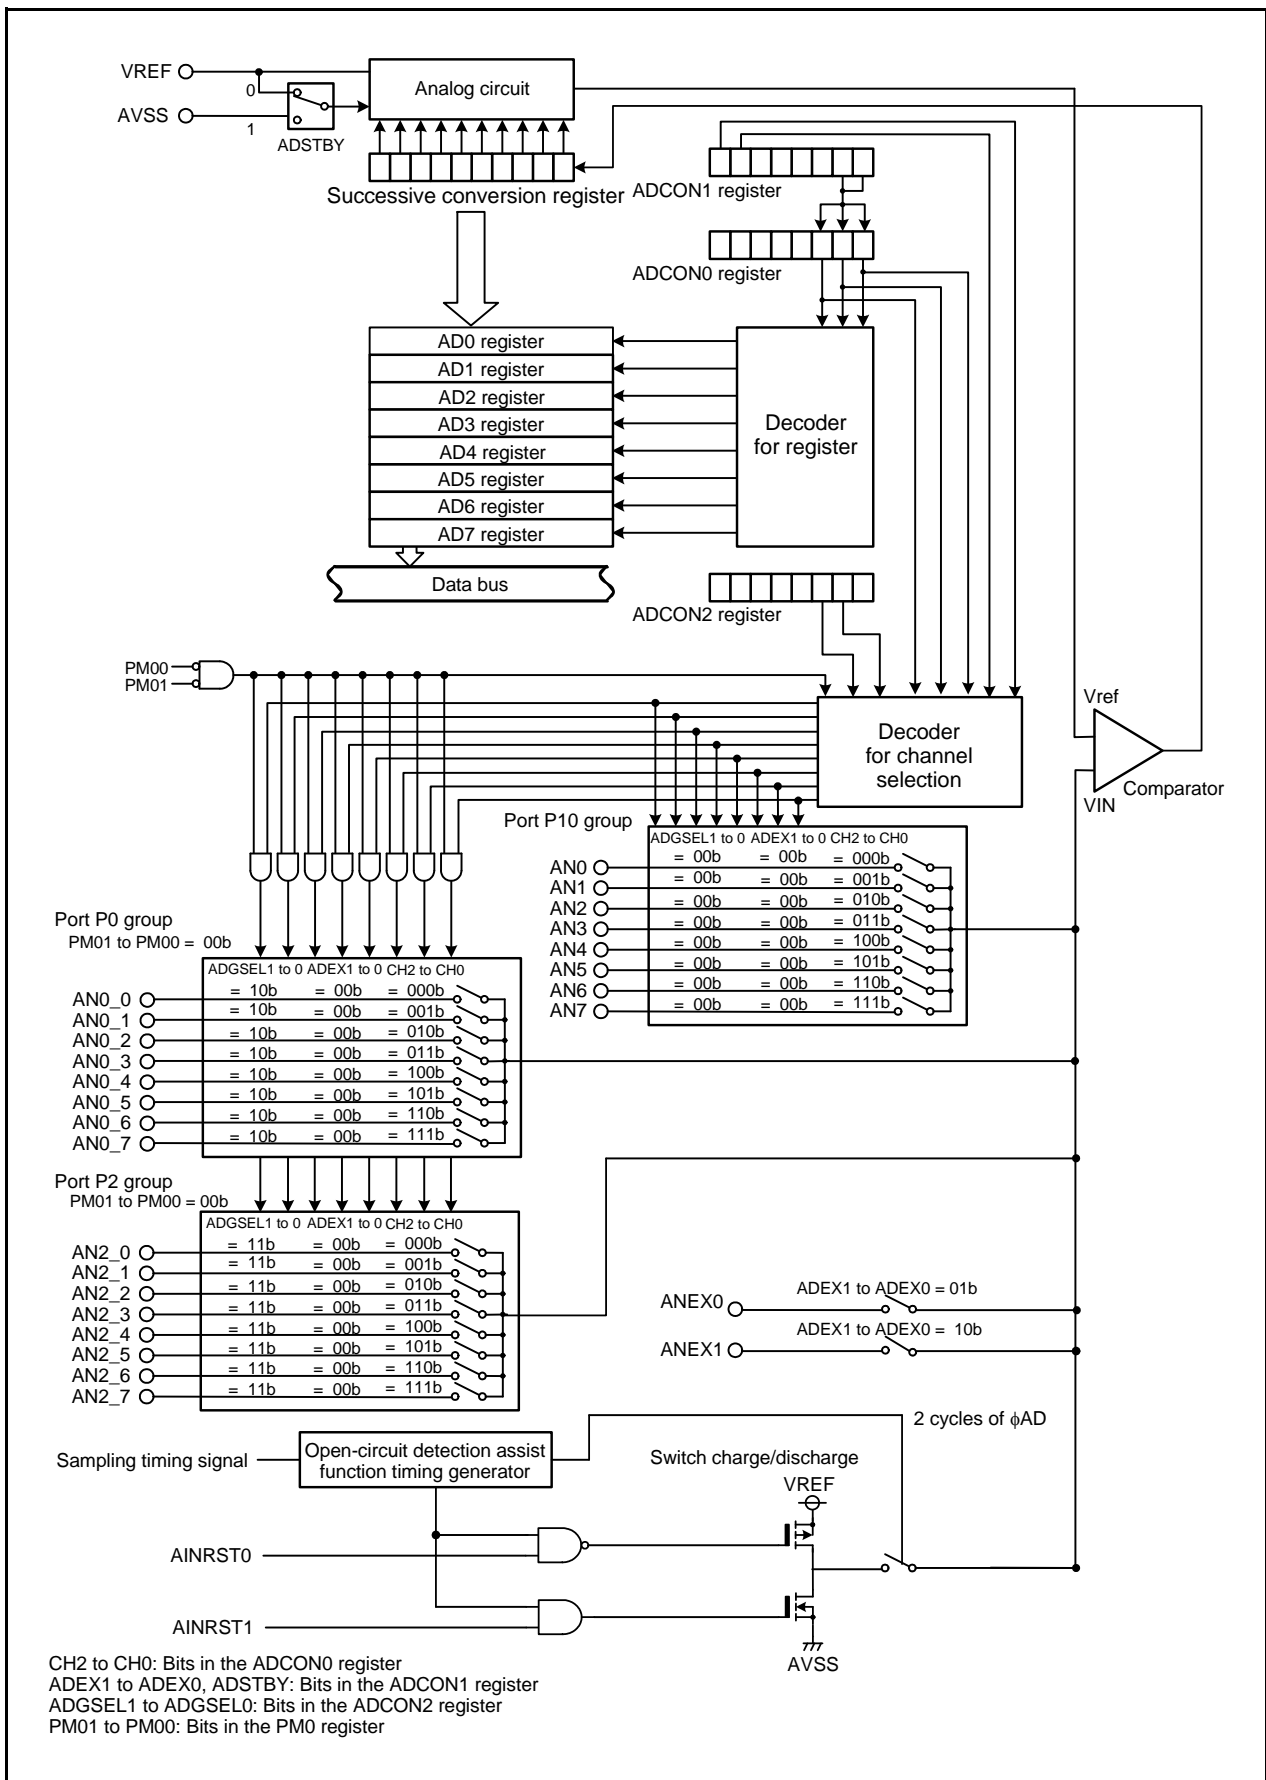 VREF
0
Analog circuit
AVSS
1
ADSTBY
Successive conversion register
ADCON1 register
ADCON0 register
AD0 register
AD1 register
AD2 register
AD3 register
AD4 register
AD5 register
AD6 register
AD7 register
Decoder
for register
Data bus
ADCON2 register
PM00
PM01
Decoder
for channel
selection
Vref
VIN
Comparator
Port P10 group
ADGSEL1 to 0 ADEX1 to 0 CH2 to CH0
AN0 = 00b = 00b = 000b
AN1 = 00b = 00b = 001b
AN2 = 00b = 00b = 010b
AN3 = 00b = 00b = 011b
AN4 = 00b = 00b = 100b
AN5 = 00b = 00b = 101b
AN6 = 00b = 00b = 110b
AN7 = 00b = 00b = 111b
Port P0 group
PM01 to PM00 = 00b
ADGSEL1 to 0 ADEX1 to 0 CH2 to CH0
AN0_0 = 10b = 00b = 000b
AN0_1 = 10b = 00b = 001b
AN0_2 = 10b = 00b = 010b
AN0_3 = 10b = 00b = 011b
AN0_4 = 10b = 00b = 100b
AN0_5 = 10b = 00b = 101b
AN0_6 = 10b = 00b = 110b
AN0_7 = 10b = 00b = 111b
Port P2 group
PM01 to PM00 = 00b
ADGSEL1 to 0 ADEX1 to 0 CH2 to CH0
AN2_0 = 11b = 00b = 000b
AN2_1 = 11b = 00b = 001b
AN2_2 = 11b = 00b = 010b
AN2_3 = 11b = 00b = 011b
AN2_4 = 11b = 00b = 100b
AN2_5 = 11b = 00b = 101b
AN2_6 = 11b = 00b = 110b
AN2_7 = 11b = 00b = 111b
ADEX1 to ADEX0 = 01b
ANEX0
ADEX1 to ADEX0 = 10b
ANEX1
2 cycles of ϕAD
Sampling timing signal
Open-circuit detection assist
function timing generator
Switch charge/discharge
VREF
AINRST0
AINRST1
AVSS
CH2 to CH0: Bits in the ADCON0 register
ADEX1 to ADEX0, ADSTBY: Bits in the ADCON1 register
ADGSEL1 to ADGSEL0: Bits in the ADCON2 register
PM01 to PM00: Bits in the PM0 register